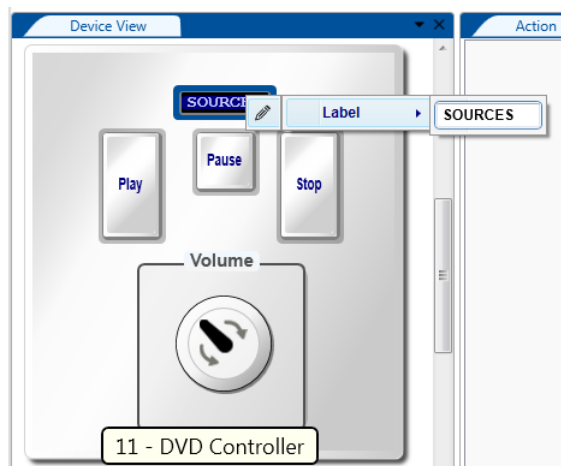 Device View
Action
SOURCE
Label
SOURCES
Play
Pause
Stop
Volume
11 - DVD Controller